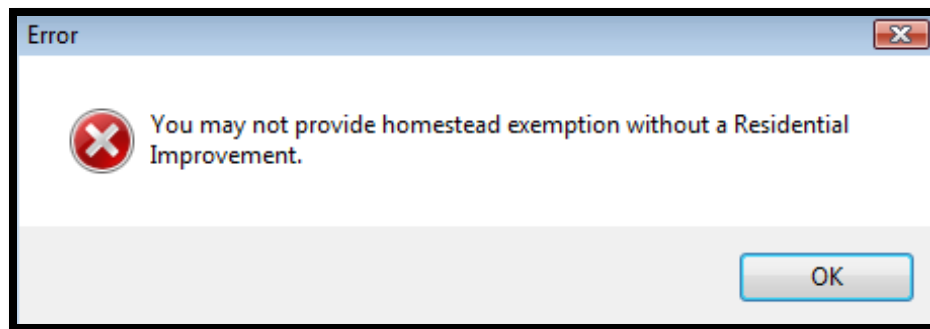 Error
You may not provide homestead exemption without a Residential
Improvement.
OK